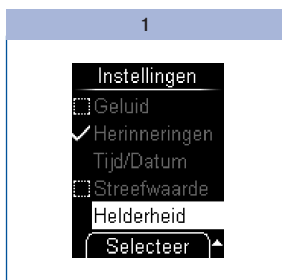 1
Instellingen
Geluid
Herinneringen
Tijd/Datum
Streefwaarde
Helderheid
Selecteer